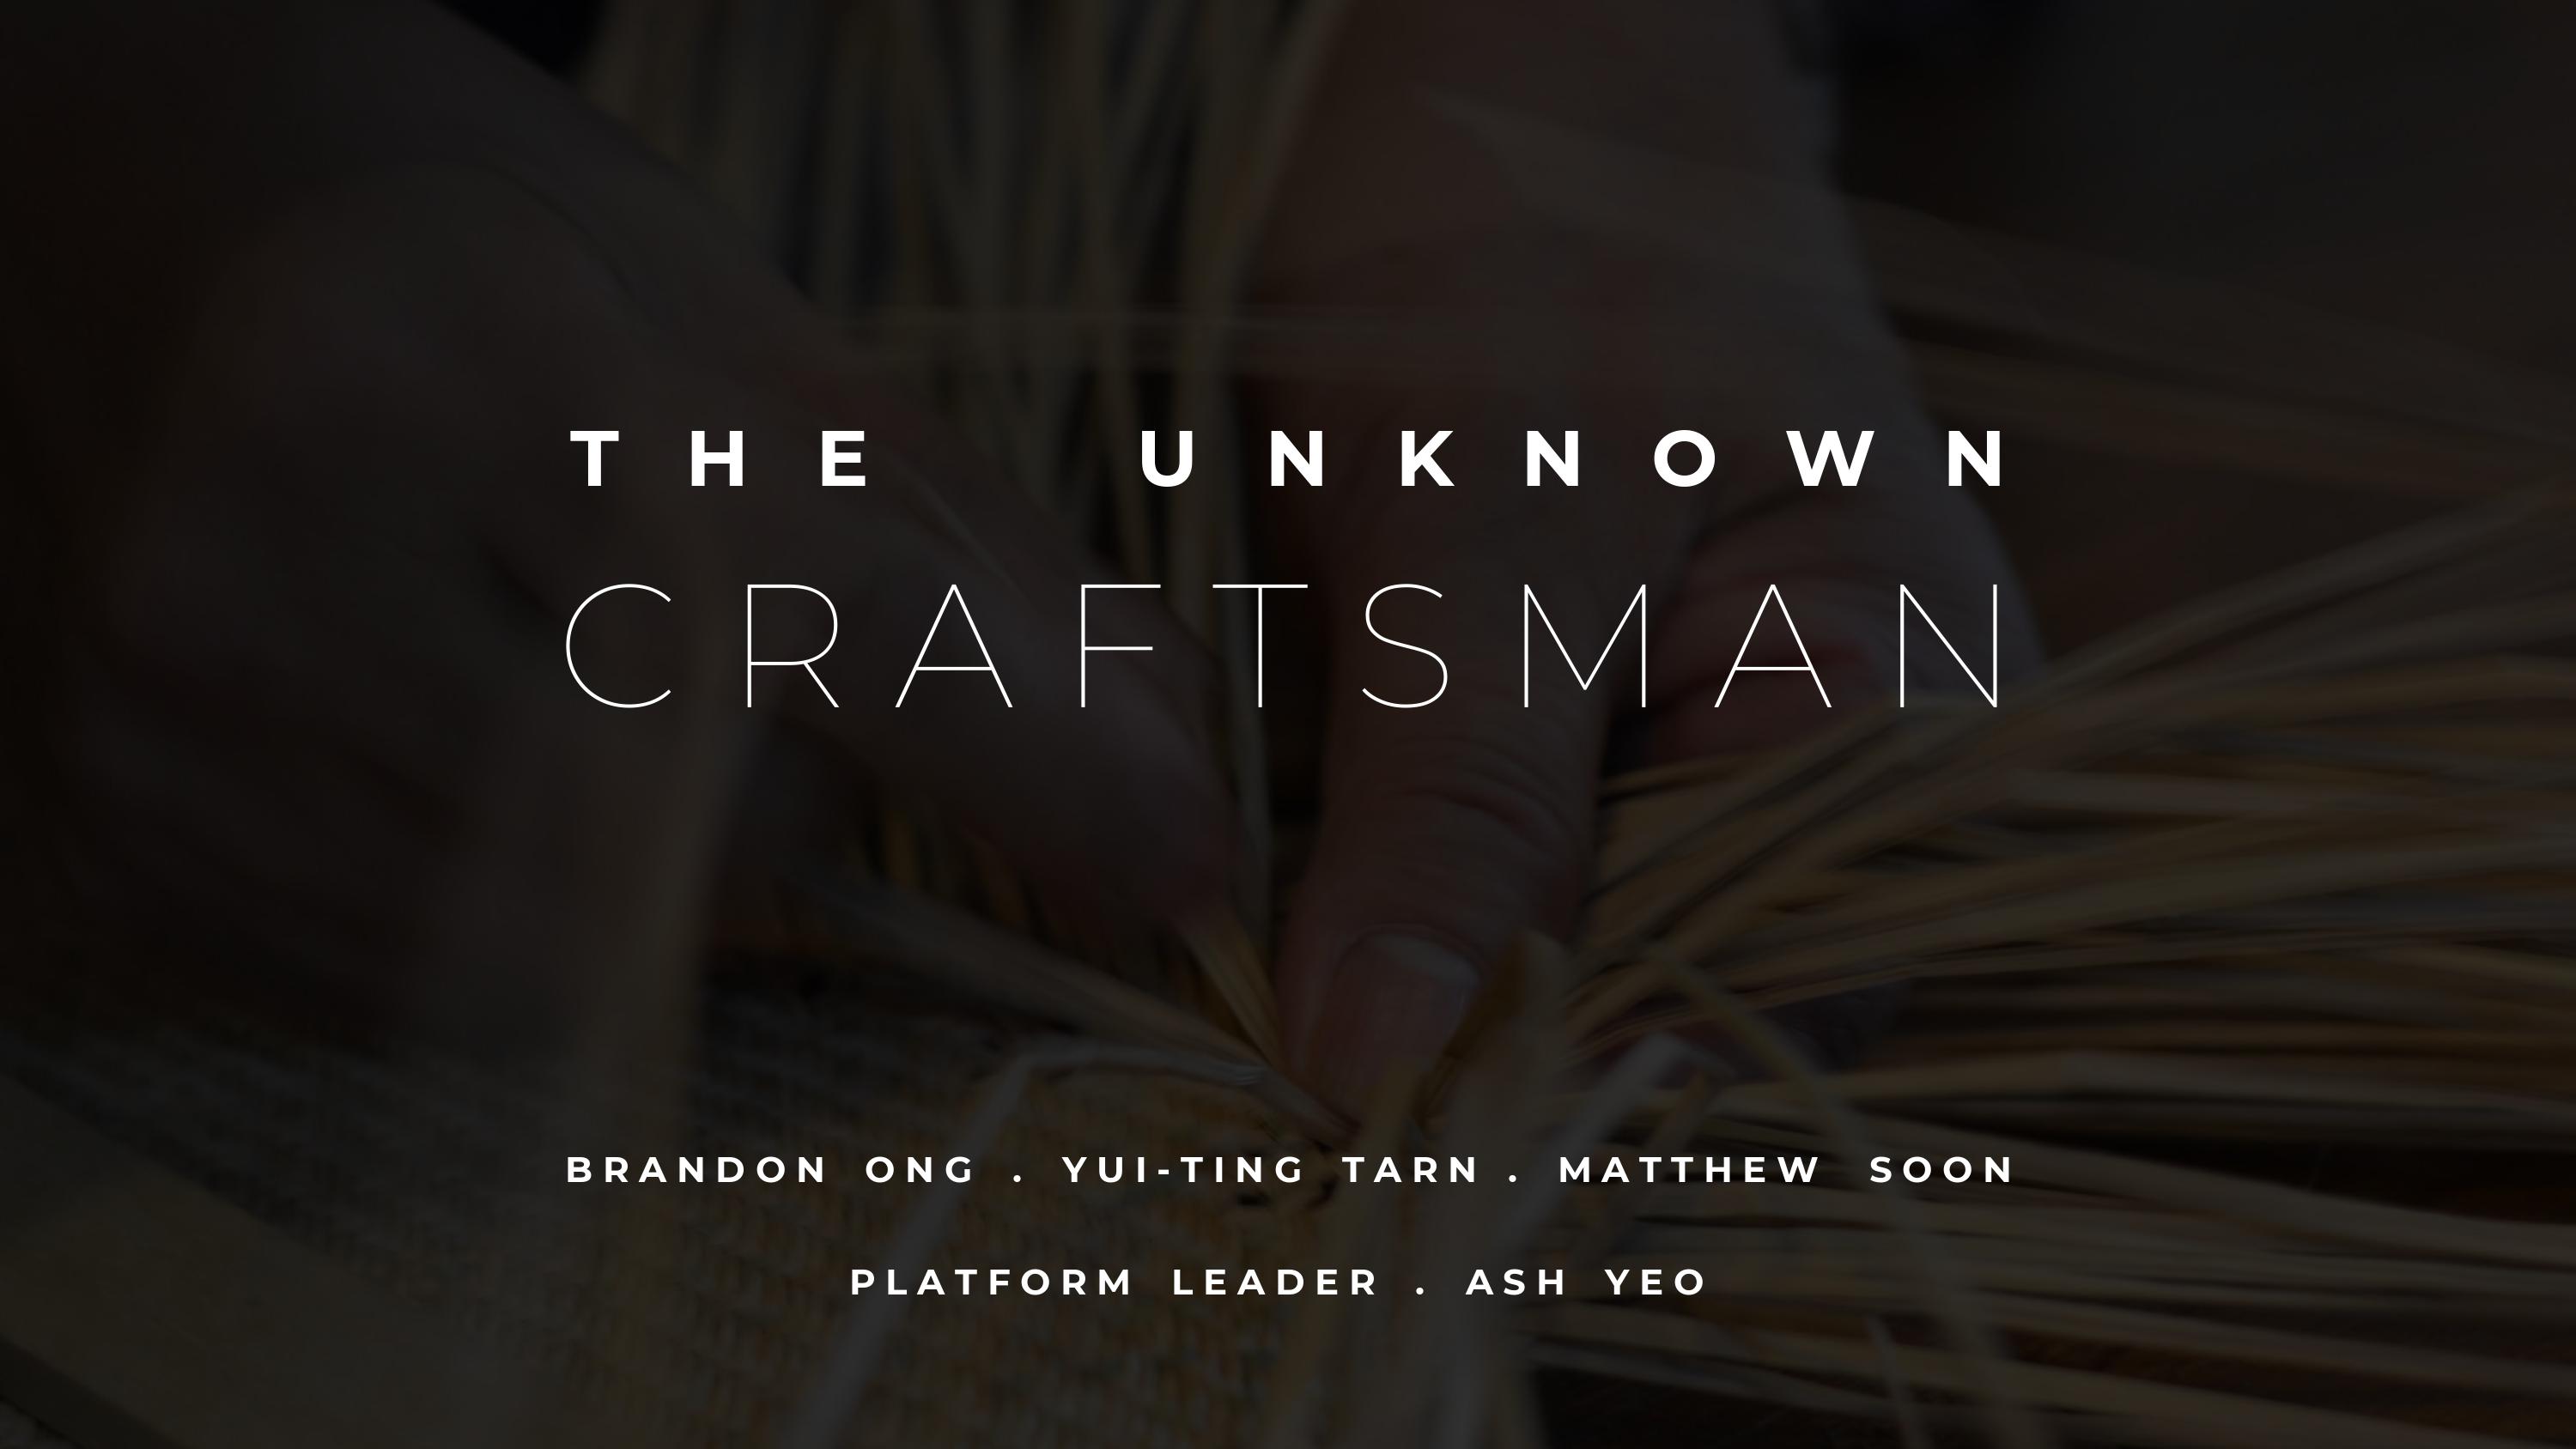 THE UNKNOWN
CRAFTSMAN
BRANDON ONG . YUI-TING TARN . MATTHEW SOON
PLATFORM LEADER . ASH YEO